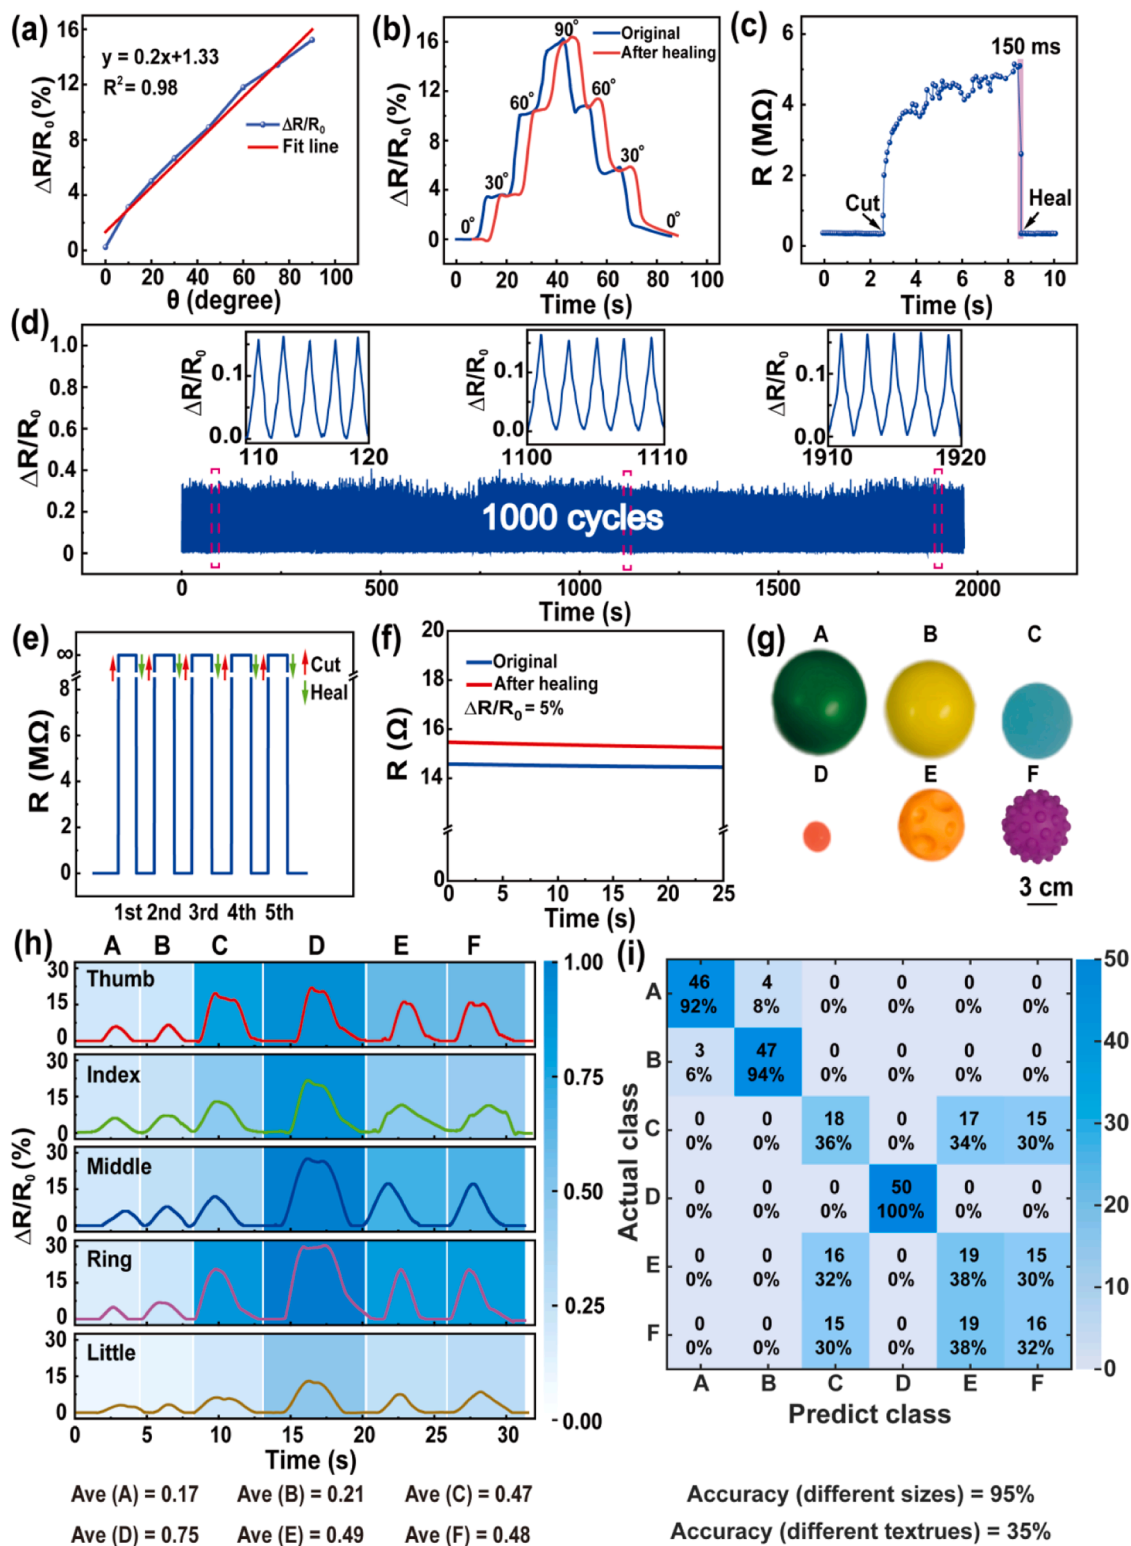 (a)
16
12
8
4
0
ΔR/R₀ (%)
y = 0.2x+1.33
R² = 0.98
ΔR/R₀
Fit line
0 20 40 60 80 100
θ (degree)
(b)
16
12
8
4
0
ΔR/R₀ (%)
Original
After healing
90°
60°
60°
30°
30°
0°
0°
0 20 40 60 80 100
Time (s)
(c)
6
4
2
0
R (MΩ)
150 ms
Cut
Heal
0 2 4 6 8 10
Time (s)
(d)
1.0
0.8
0.6
0.4
0.2
0
ΔR/R₀
ΔR/R₀
0.1
0.0
110 120
ΔR/R₀
0.1
0.0
1100 1110
ΔR/R₀
0.1
0.0
1910 1920
1000 cycles
0 500 1000 1500 2000
Time (s)
(e)
∞
8
6
4
2
0
R (MΩ)
Cut
Heal
1st 2nd 3rd 4th 5th
(f)
20
18
16
14
0
R (Ω)
Original
After healing
ΔR/R₀ = 5%
0 5 10 15 20 25
Time (s)
(g)
A B C
D E F
3 cm
(h)
A B C D E F
30
15
0
Thumb
30
15
0
Index
30
15
0
Middle
30
15
0
Ring
30
15
0
Little
ΔR/R₀ (%)
0 5 10 15 20 25 30
Time (s)
1.00
0.75
0.50
0.25
0.00
Ave (A) = 0.17 Ave (B) = 0.21 Ave (C) = 0.47
Ave (D) = 0.75 Ave (E) = 0.49 Ave (F) = 0.48
(i)
Actual class
A 46 4 0 0 0 0
92% 8% 0% 0% 0% 0%
B 3 47 0 0 0 0
6% 94% 0% 0% 0% 0%
C 0 0 18 0 17 15
0% 0% 36% 0% 34% 30%
D 0 0 0 50 0 0
0% 0% 0% 100% 0% 0%
E 0 0 16 0 19 15
0% 0% 32% 0% 38% 30%
F 0 0 15 0 19 16
0% 0% 30% 0% 38% 32%
A B C D E F
Predict class
50
40
30
20
10
0
Accuracy (different sizes) = 95%
Accuracy (different textrues) = 35%